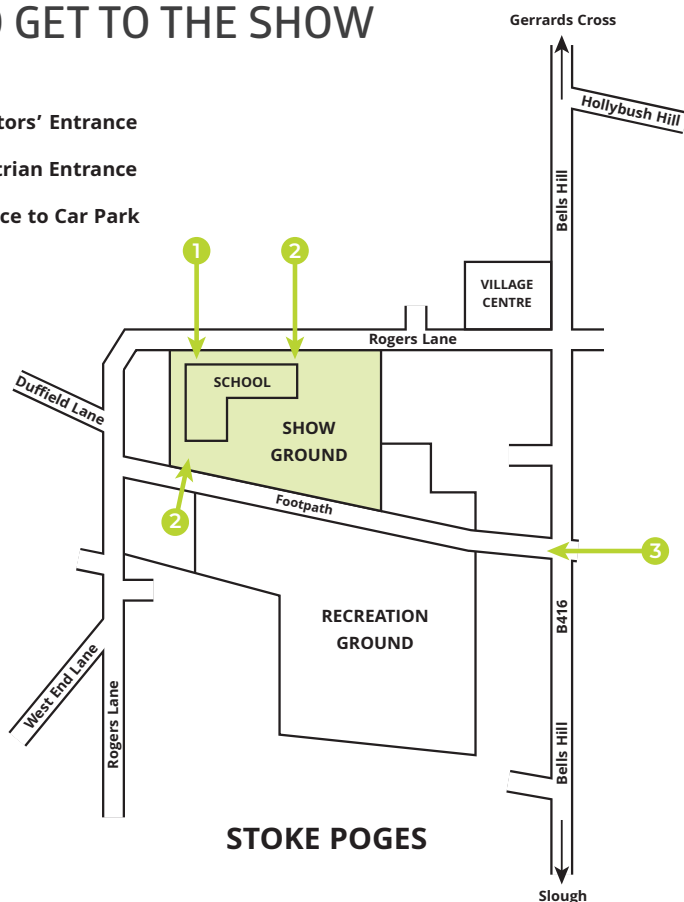 GET TO THE SHOW
Gerrards Cross
Hollybush Hill
tors’ Entrance
trian Entrance
ce to Car Park
Bells Hill
1
2
VILLAGE
CENTRE
Rogers Lane
SCHOOL
Duffield Lane
SHOW
GROUND
Footpath
2
3
RECREATION
GROUND
B416
West End Lane
Rogers Lane
Bells Hill
STOKE POGES
Slough